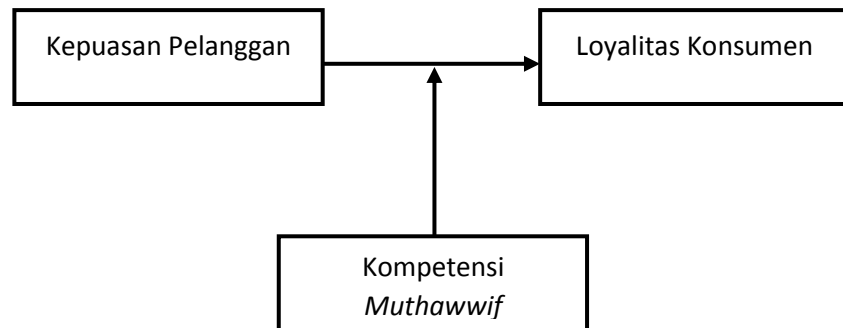 Kepuasan Pelanggan
Loyalitas Konsumen
Kompetensi
Muthawwif